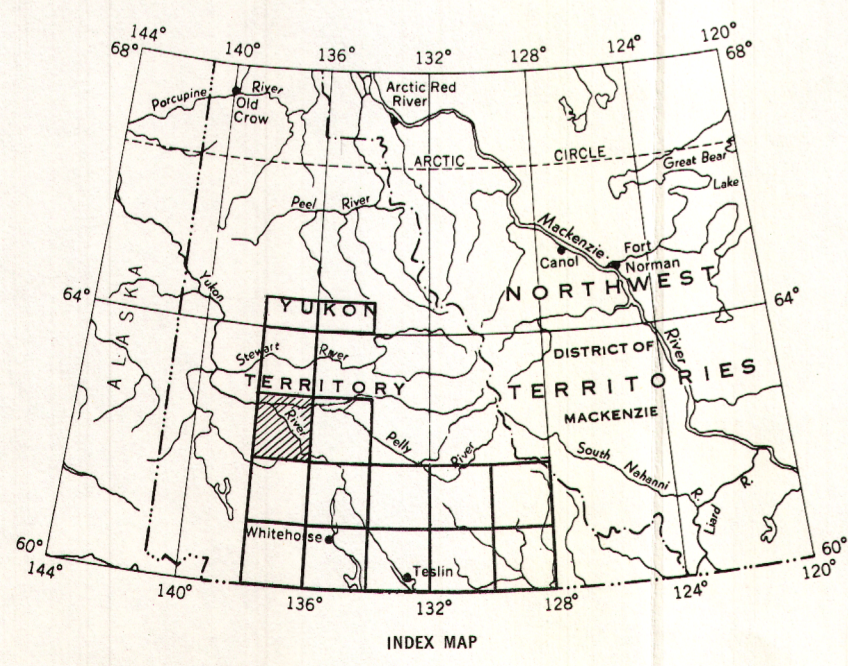 144° 140° 136° 132° 128° 124° 120°
68° 68°
Porcupine River
Old
Crow
Arctic Red
River
ARCTIC CIRCLE
Great Bear
Lake
Peel River
Mackenzie
Canol
Fort
Norman
Yukon
64° 64°
ALASKA
YUKON
NORTHWEST
River
Stewart River
DISTRICT OF
TERRITORY
TERRITORIES
MACKENZIE
River
Pelly River
South Nahanni R.
Liard R.
Whitehorse
Teslin
60° 60°
144° 140° 136° 132° 128° 124° 120°
INDEX MAP